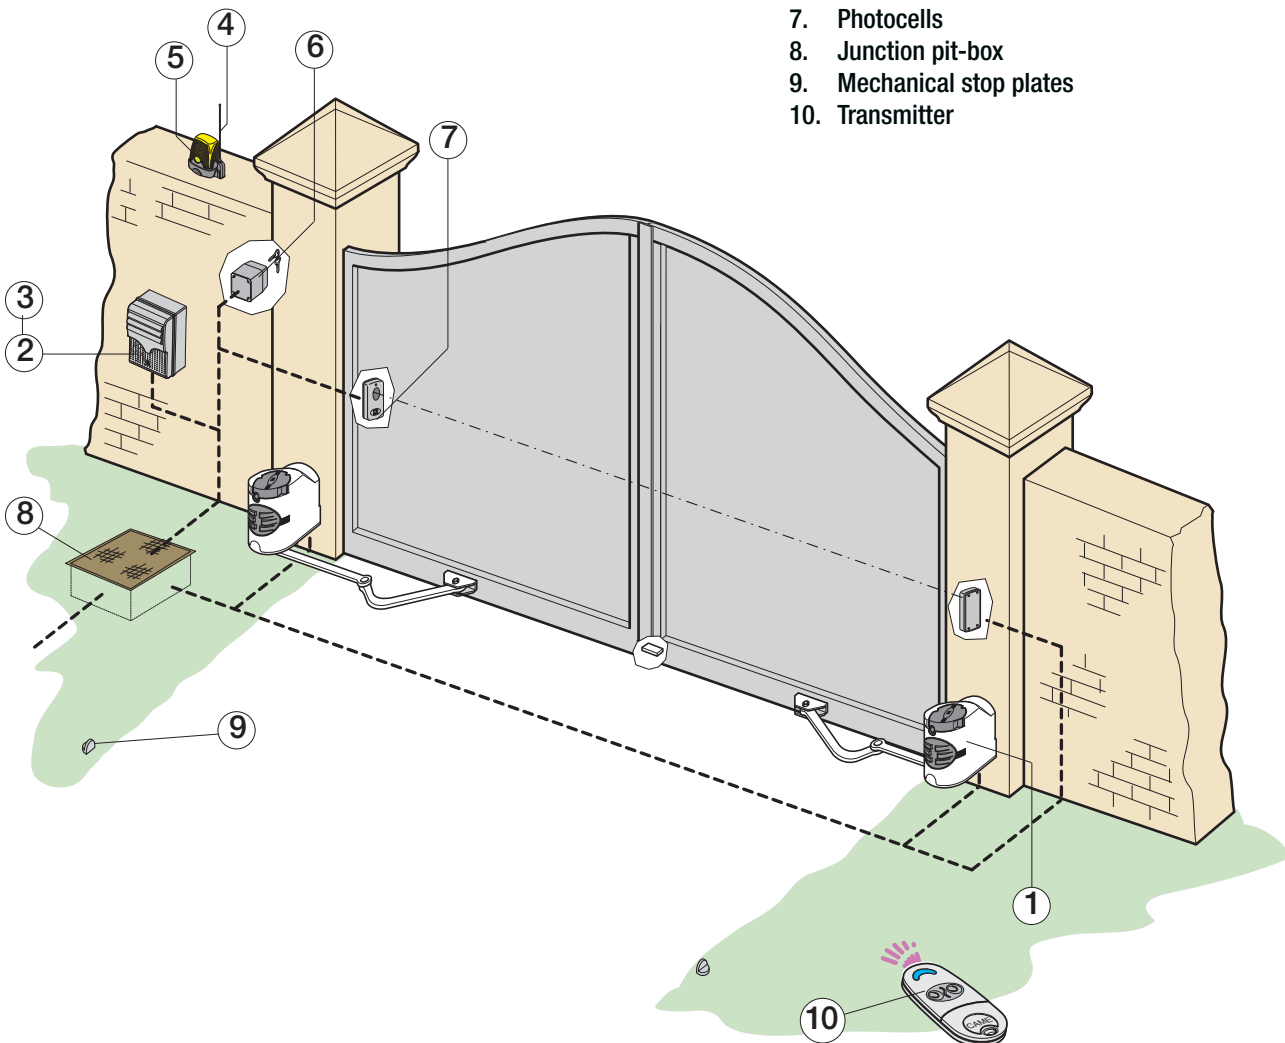 7. Photocells
8. Junction pit-box
9. Mechanical stop plates
10. Transmitter
4
5
6
7
3
2
8
9
1
10
CAME